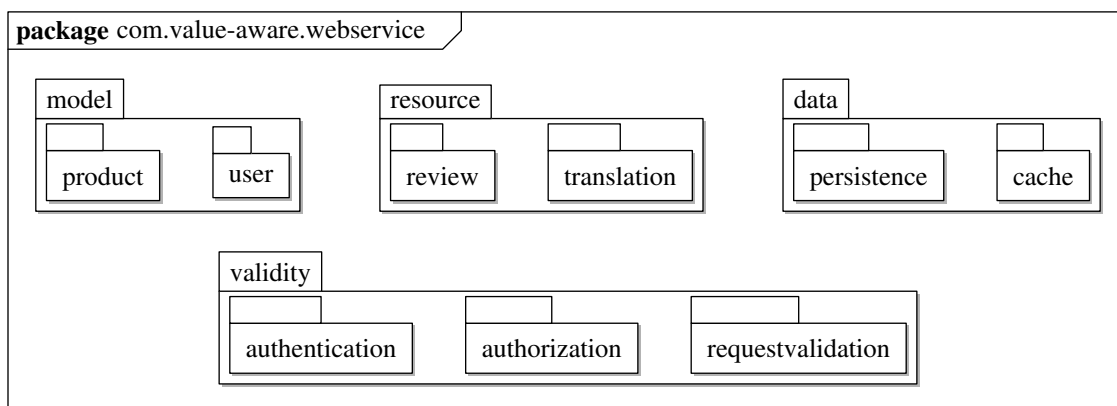 package com.value-aware.webservice
model
resource
data
product
user
review
translation
persistence
cache
validity
authentication
authorization
requestvalidation